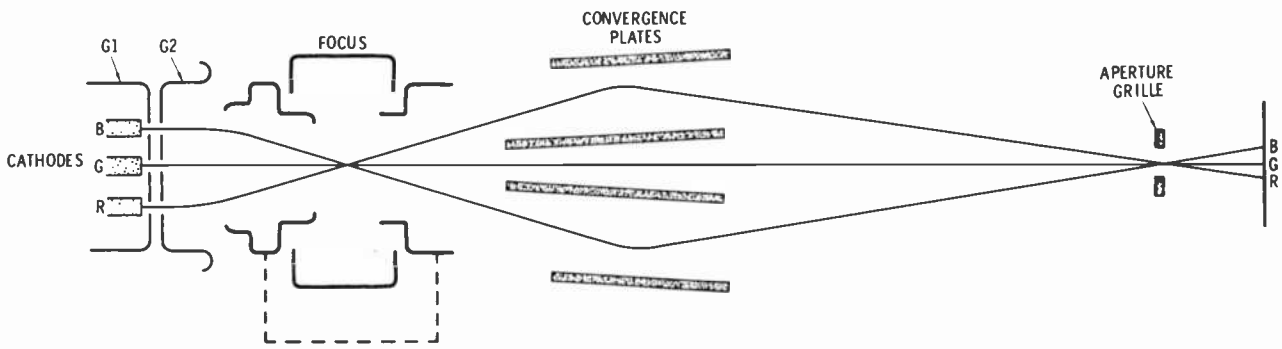 G1
G2
FOCUS
CONVERGENCE
PLATES
APERTURE
GRILLE
CATHODES
B
G
R
B
G
R